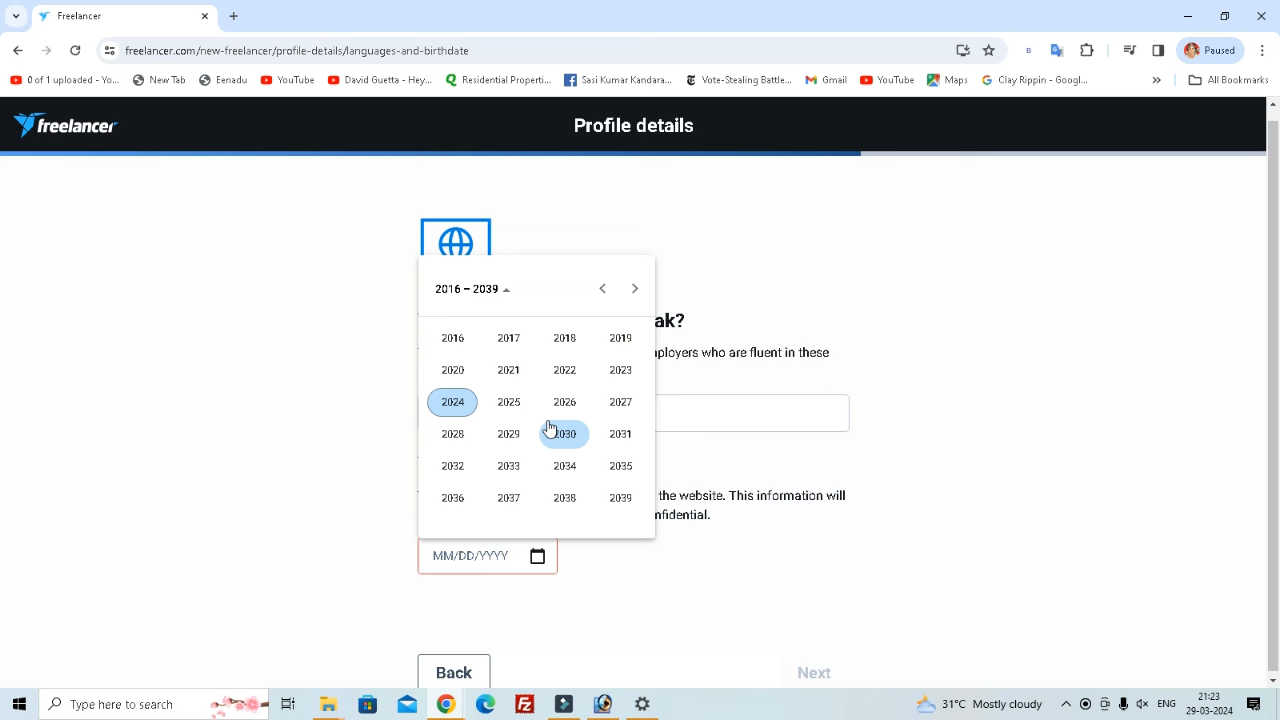 Freelancer
freelancer.com/new-freelancer/profile-details/languages-and-birthdate
Paused
0 of 1 uploaded - Yo...
New Tab
Eenadu
YouTube
David Guetta - Hey,...
Residential Properti...
Sasi Kumar Kandara...
Vote-Stealing Battle...
Gmail
YouTube
Maps
Clay Rippin - Googl...
»
All Bookmarks
freelancer
Profile details
2016 – 2039
ak?
ployers who are fluent in these
2016 2017 2018 2019
2020 2021 2022 2023
2024 2025 2026 2027
2028 2029 2030 2031
2032 2033 2034 2035
2036 2037 2038 2039
the website. This information will
nfidential.
MM/DD/YYYY
Back
Next
Type here to search
31°C Mostly cloudy
ENG
21:23
29-03-2024